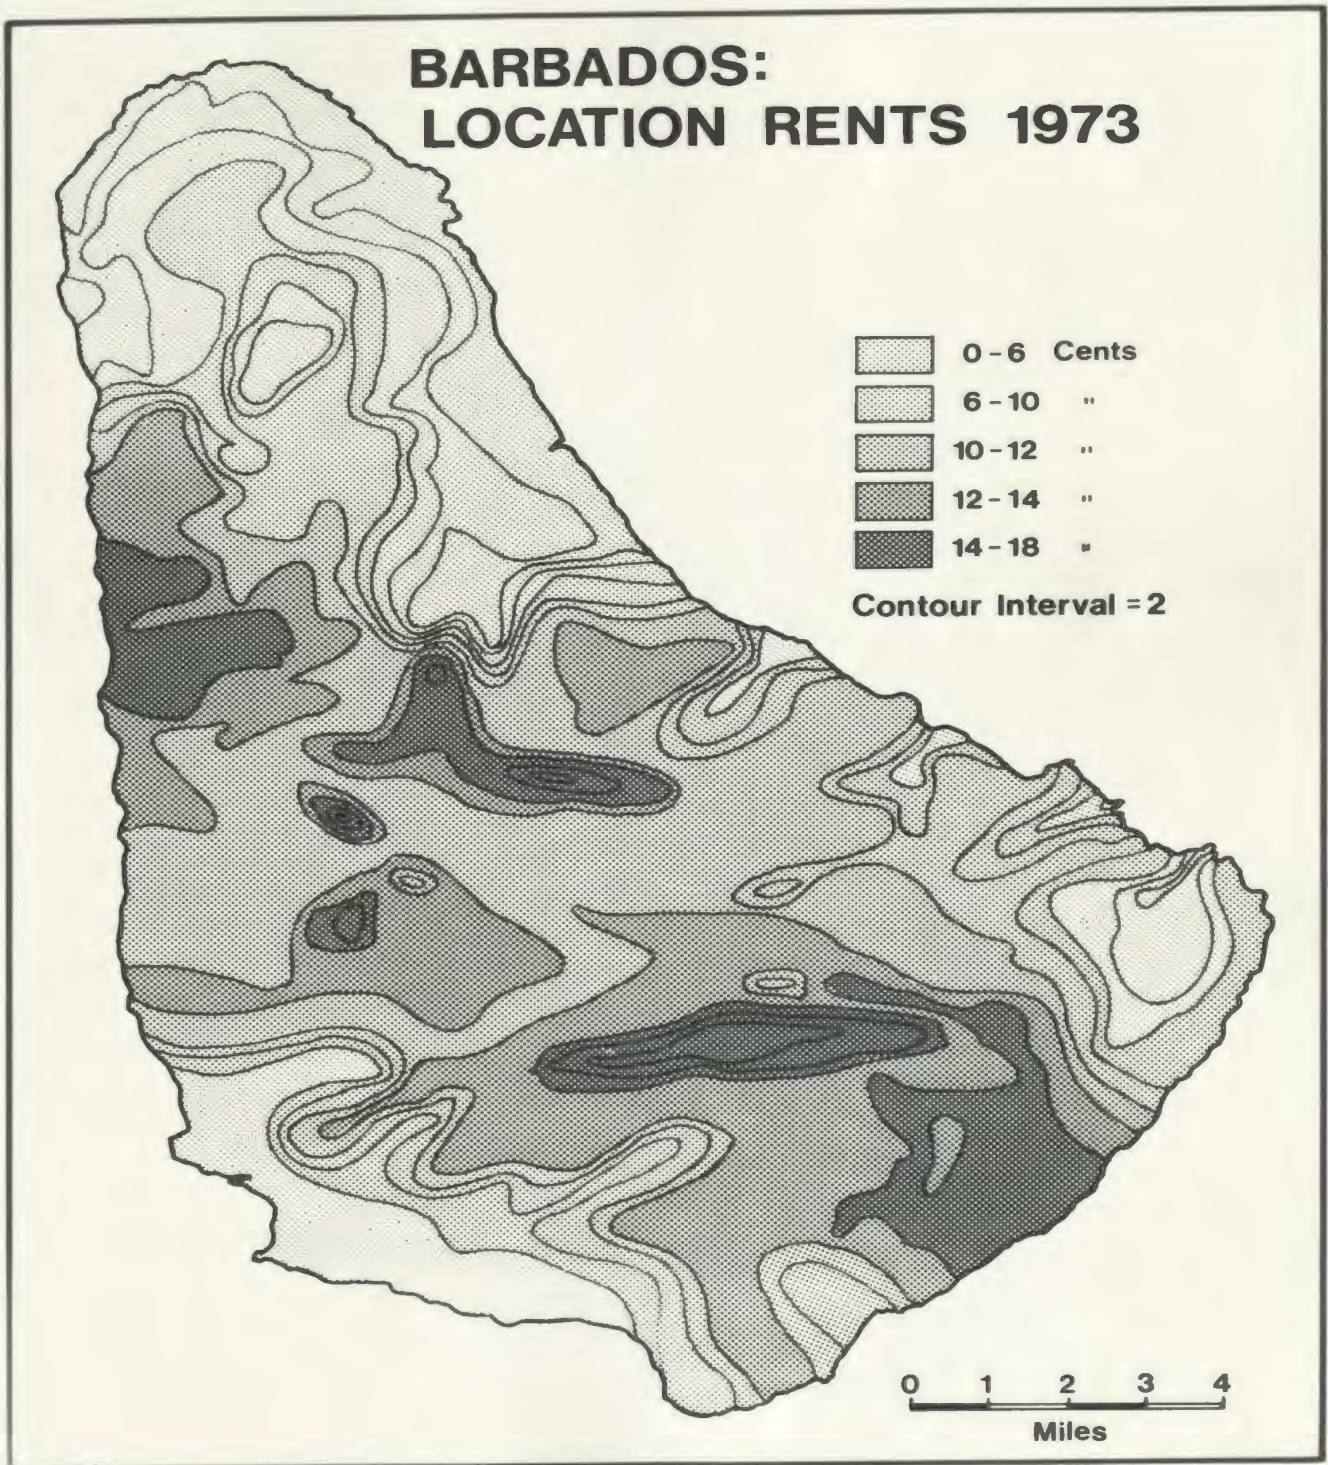 BARBADOS:
LOCATION RENTS 1973
0-6 Cents
6-10 "
10-12 "
12-14 "
14-18 "
Contour Interval = 2
0 1 2 3 4
Miles